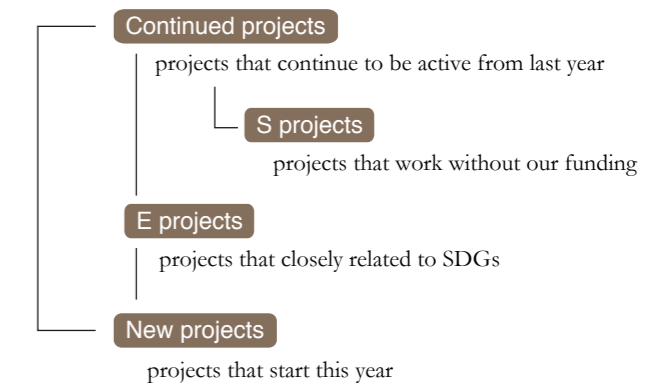 Continued projects
projects that continue to be active from last year
S projects
projects that work without our funding
E projects
projects that closely related to SDGs
New projects
projects that start this year